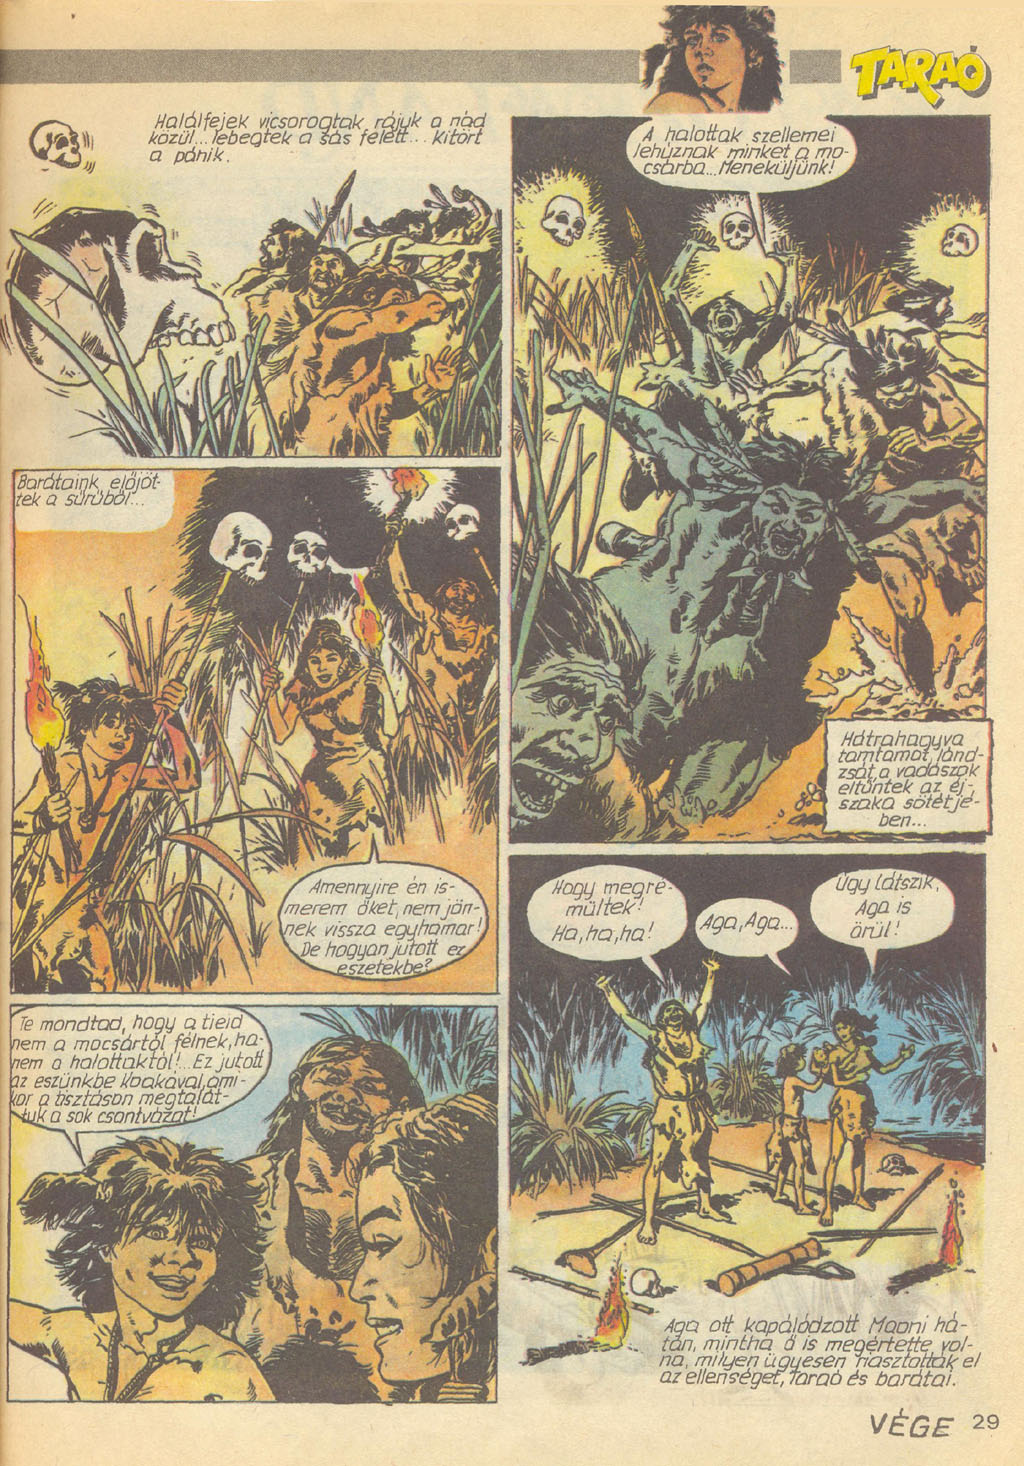 TARAÓ
Halálfejek vicsorogtak rájuk a nád
közül... lebegtek a sás felett... Kitört
a pánik.
A halottak szellemei
lehúznak minket a mo-
csárba... Meneküljünk!
Hátrahagyva
tamtamot, lánd-
zsát, a vadászok
eltűntek az éj-
szaka sötétjé-
ben...
Barátaink előjöt-
tek a sűrűből...
Amennyire én is-
merem őket, nem jön-
nek vissza egyhamar!
De hogyan jutott ez
eszetekbe?
Te mondtad, hogy a tieid
nem a mocsártól félnek, ha-
nem a halottaktól!.. Ez jutott
az eszünkbe Kbakával, ami-
kor a tisztáson megtalál-
tuk a sok csontvázat!
Hogy megré-
mültek!
Ha, ha, ha!
Aga, Aga...
Úgy látszik,
Aga is
örül!
Aga ott kapálódzott Maoni há-
tán, mintha ő is megértette vol-
na, milyen ügyesen riasztották el
az ellenséget, Taraó és barátai.
VÉGE 29